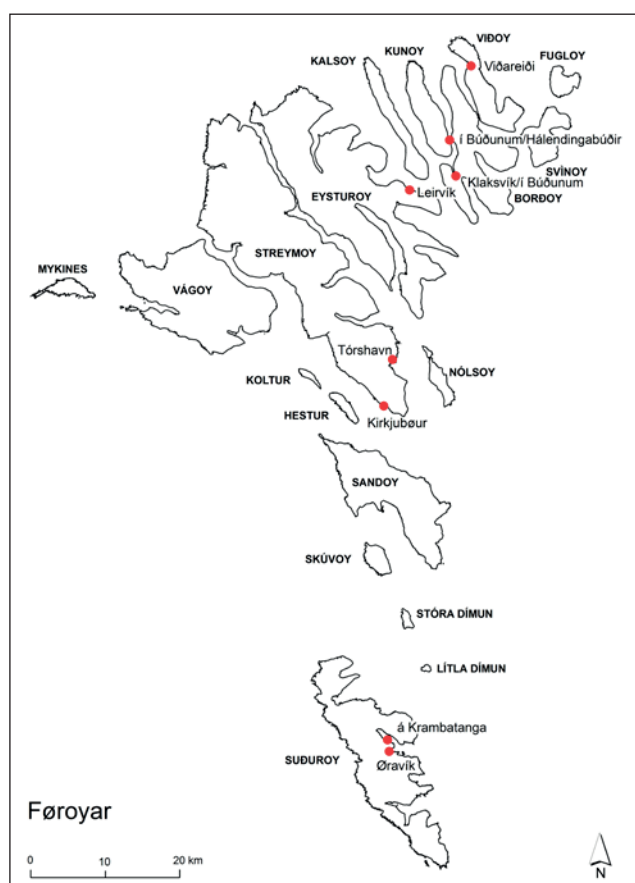 VIÐOY
FUGLOY
KUNOY
KALSOY
Viðareiði
í Búðunum/Hálendingabúðir
SVÍNOY
Klaksvík/í Búðunum
Leirvík
BORÐOY
EYSTUROY
STREYMOY
MYKINES
VÁGOY
Tórshavn
NÓLSOY
KOLTUR
HESTUR
Kirkjubøur
SANDOY
SKÚVOY
STÓRA DÍMUN
LÍTLA DÍMUN
á Krambatanga
SUÐUROY
Øravík
Føroyar
0 10 20 km
N